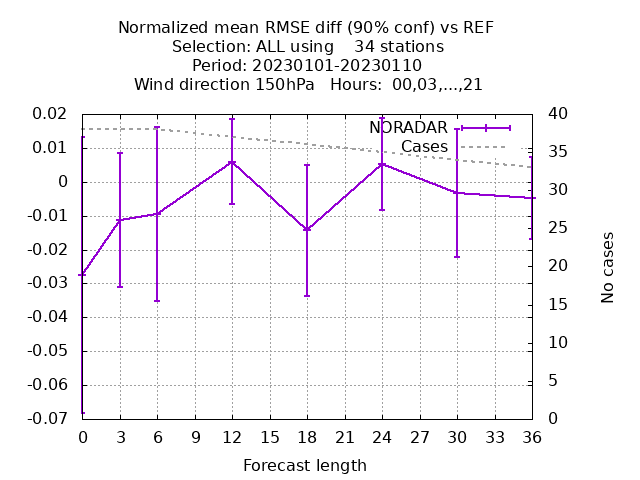 Normalized mean RMSE diff (90% conf) vs REF
Selection: ALL using    34 stations
Period: 20230101-20230110
Wind direction 150hPa   Hours:  00,03,...,21
NORADAR
Cases
0.02
0.01
0
-0.01
-0.02
-0.03
-0.04
-0.05
-0.06
-0.07
40
35
30
25
20
15
10
5
0
No cases
0 3 6 9 12 15 18 21 24 27 30 33 36
Forecast length